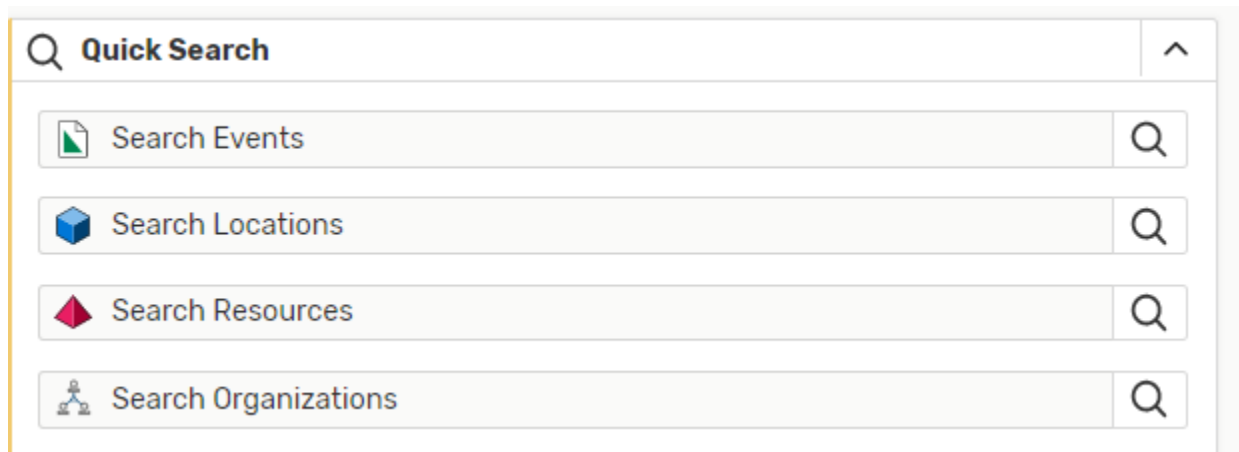 Quick Search
Search Events
Search Locations
Search Resources
Search Organizations